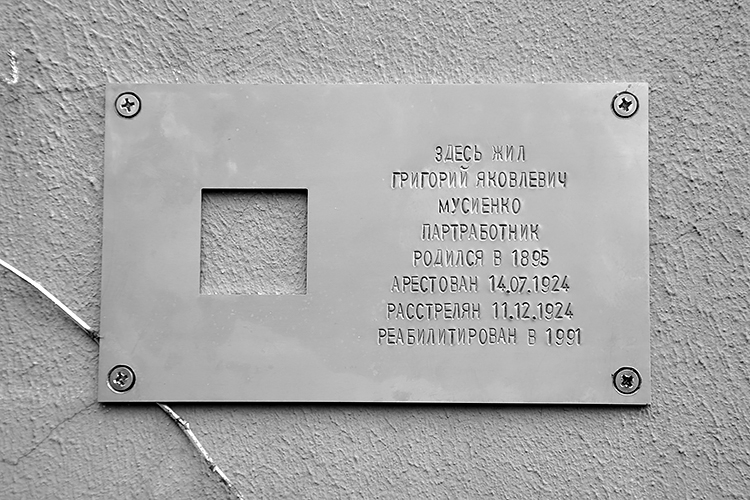 ЗДЕСЬ ЖИЛ
ГРИГОРИЙ ЯКОВЛЕВИЧ
МУСИЕНКО
ПАРТРАБОТНИК
РОДИЛСЯ В 1895
АРЕСТОВАН 14.07.1924
РАССТРЕЛЯН 11.12.1924
РЕАБИЛИТИРОВАН В 1991